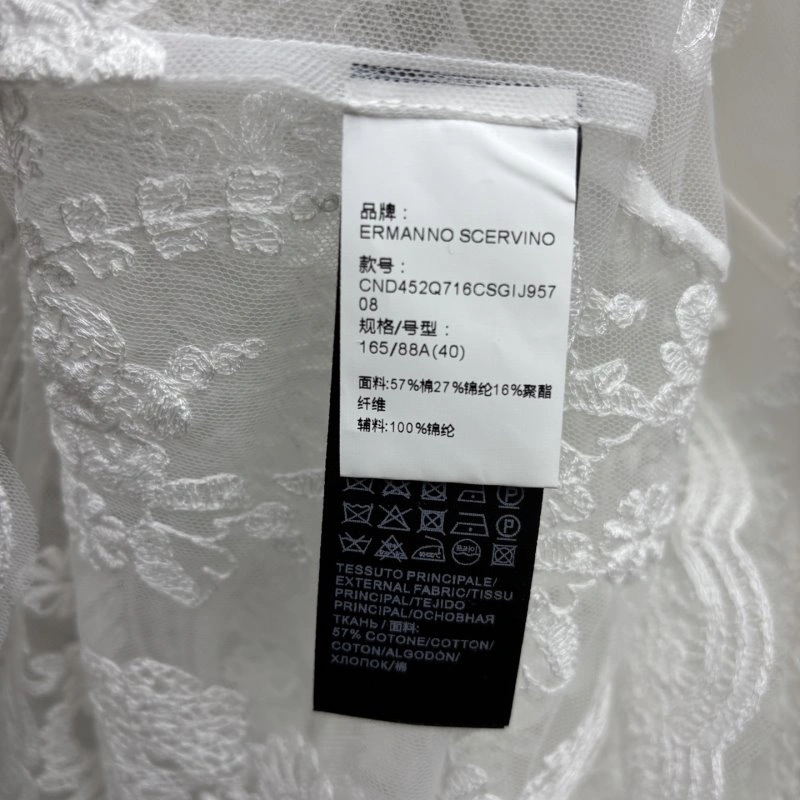 品牌：
ERMANNO SCERVINO
款号：
CND452Q716CSGIJ957
08
规格/号型：
165/88A(40)
面料:57%棉27%锦纶16%聚酯
纤维
辅料:100%锦纶
TESSUTO PRINCIPALE/
EXTERNAL FABRIC/TISSU
PRINCIPAL/TEJIDO
PRINCIPAL/ОСНОВНАЯ
ТКАНЬ / 面料:
57% COTONE/COTTON/
COTON/ALGODÓN/
ХЛОПОК/棉